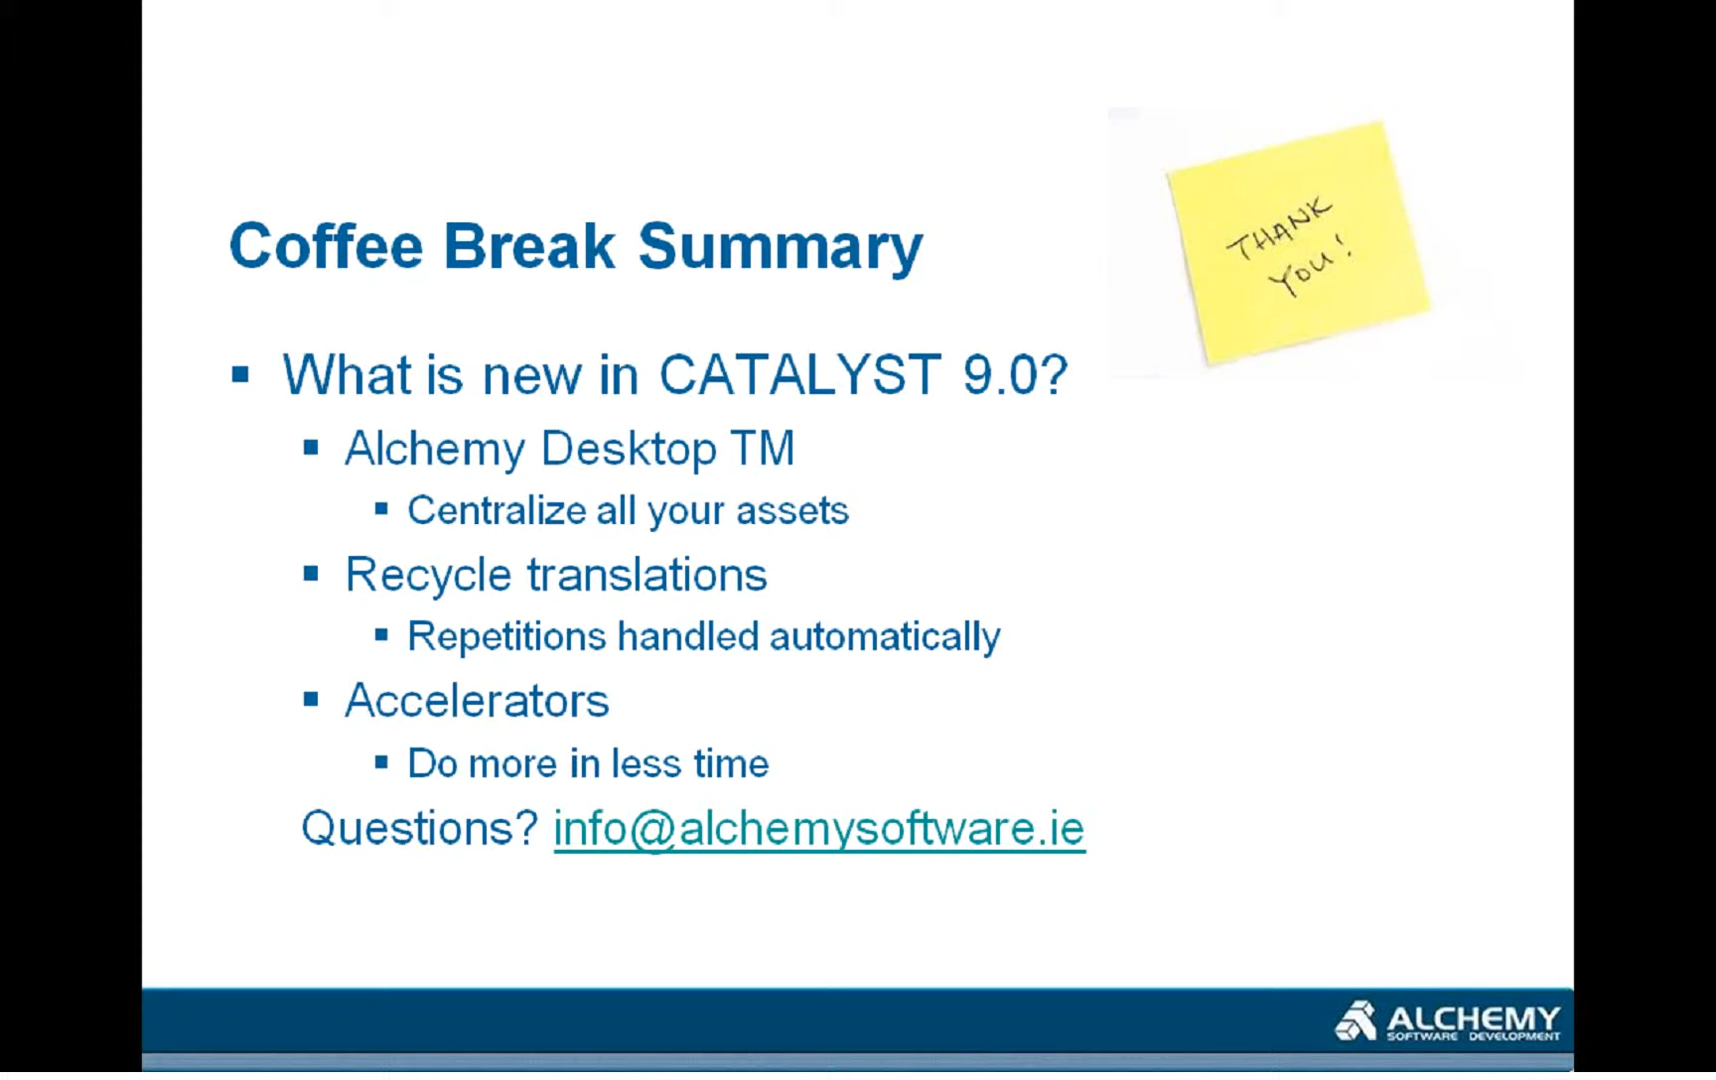 Coffee Break Summary
THANK
YOU!
What is new in CATALYST 9.0?
Alchemy Desktop TM
Centralize all your assets
Recycle translations
Repetitions handled automatically
Accelerators
Do more in less time
Questions? info@alchemysoftware.ie
ALCHEMY
SOFTWARE DEVELOPMENT